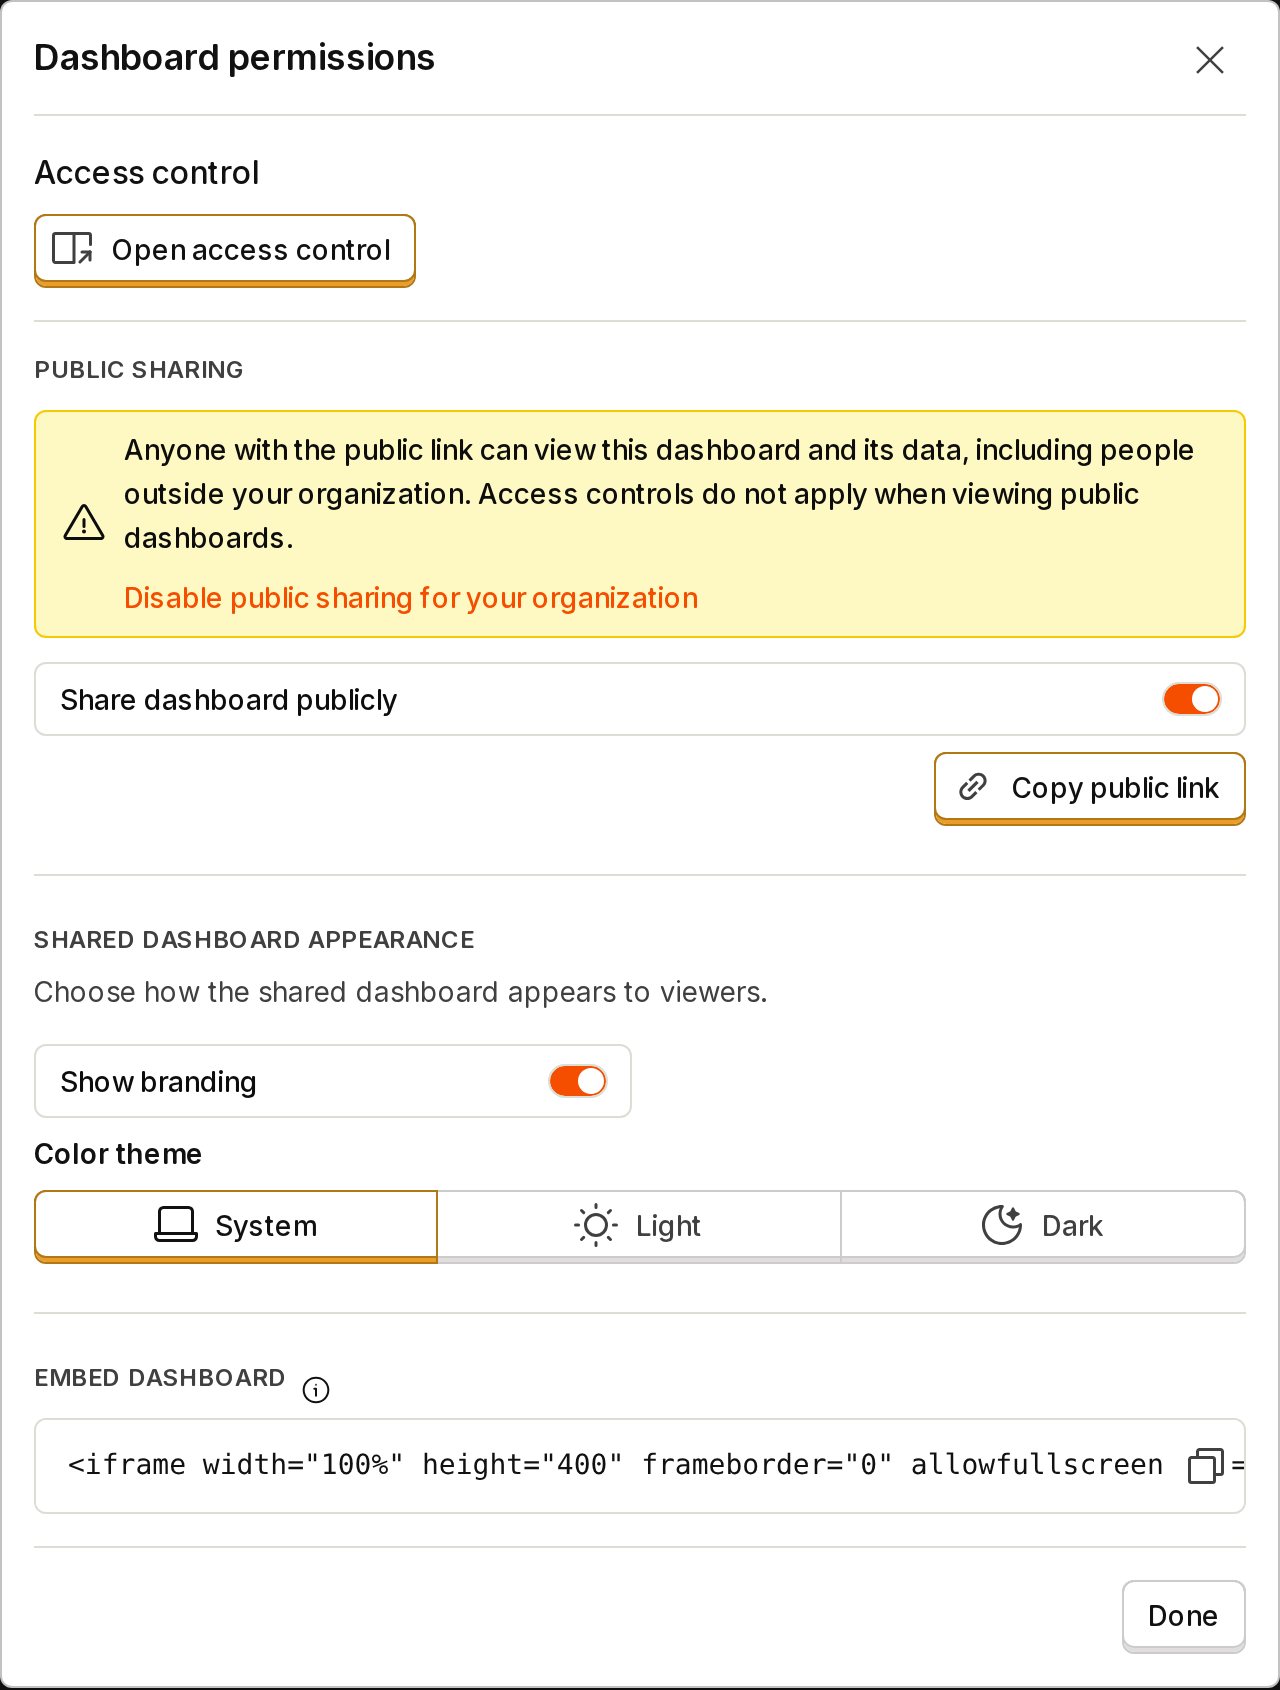 Dashboard permissions
Access control
Open access control
PUBLIC SHARING
Anyone with the public link can view this dashboard and its data, including people
outside your organization. Access controls do not apply when viewing public
dashboards.
Disable public sharing for your organization
Share dashboard publicly
Copy public link
SHARED DASHBOARD APPEARANCE
Choose how the shared dashboard appears to viewers.
Show branding
Color theme
System
Light
Dark
EMBED DASHBOARD
<iframe width="100%" height="400" frameborder="0" allowfullscreen =
Done